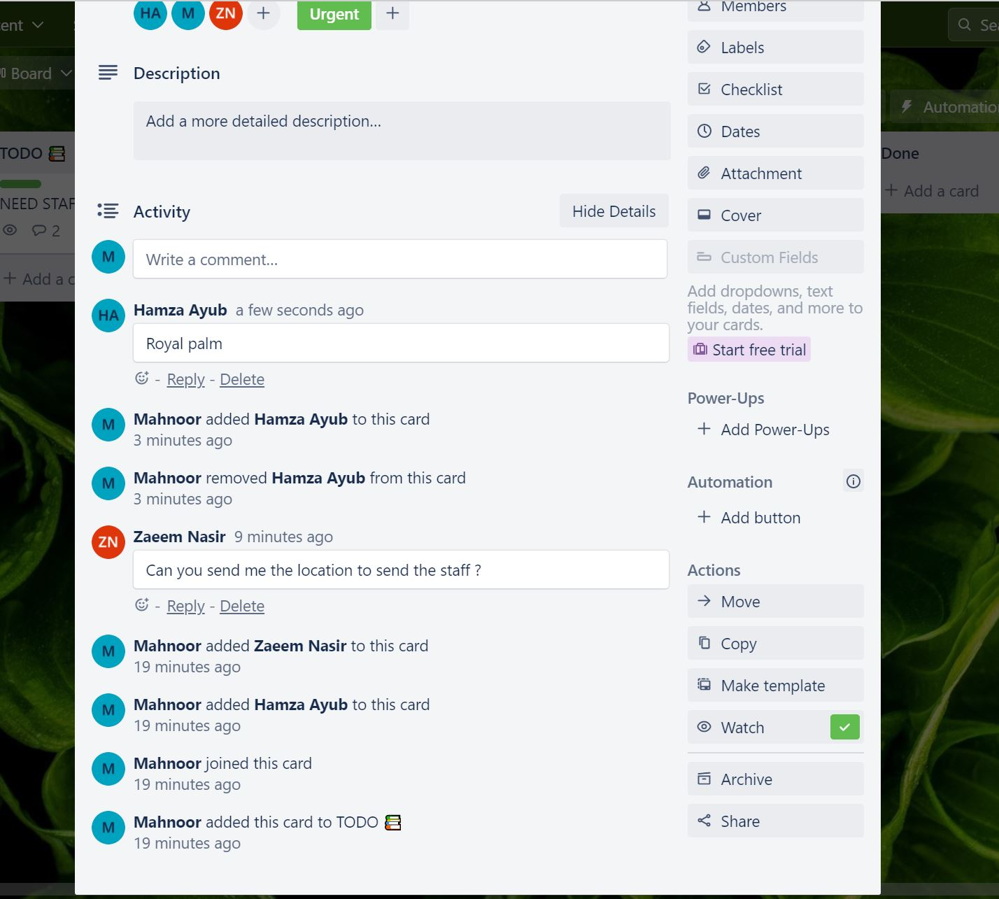 HA M ZN + Urgent +
Board
Description
Add a more detailed description...
TODO
NEED
2
+ Add a
Activity
Hide Details
M
Write a comment...
HA Hamza Ayub a few seconds ago
Royal palm
- Reply - Delete
M Mahnoor added Hamza Ayub to this card
3 minutes ago
M Mahnoor removed Hamza Ayub from this card
3 minutes ago
ZN Zaeem Nasir 9 minutes ago
Can you send me the location to send the staff ?
- Reply - Delete
M Mahnoor added Zaeem Nasir to this card
19 minutes ago
M Mahnoor added Hamza Ayub to this card
19 minutes ago
M Mahnoor joined this card
19 minutes ago
M Mahnoor added this card to TODO
19 minutes ago
Members
Labels
Checklist
Dates
Attachment
Cover
Custom Fields
Add dropdowns, text
fields, dates, and more to
your cards.
Start free trial
Power-Ups
+ Add Power-Ups
Automation
+ Add button
Actions
Move
Copy
Make template
Watch
Archive
Share
Done
+ Add a card